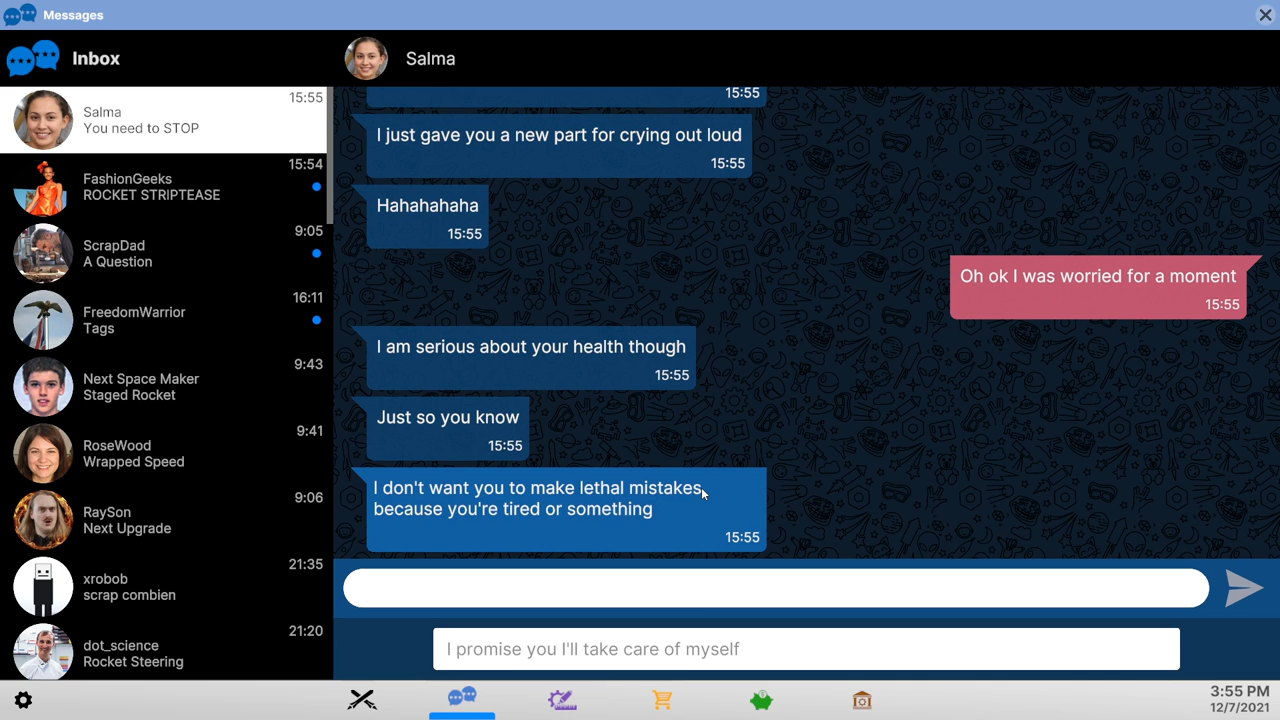 Messages
Inbox
Salma
15:55
Salma
You need to STOP
15:54
FashionGeeks
ROCKET STRIPTEASE
9:05
ScrapDad
A Question
16:11
FreedomWarrior
Tags
9:43
Next Space Maker
Staged Rocket
9:41
RoseWood
Wrapped Speed
9:06
RaySon
Next Upgrade
21:35
xrobob
scrap combien
21:20
dot_science
Rocket Steering
15:55
I just gave you a new part for crying out loud
15:55
Hahahahaha
15:55
Oh ok I was worried for a moment
15:55
I am serious about your health though
15:55
Just so you know
15:55
I don't want you to make lethal mistakes,
because you're tired or something
15:55
I promise you I'll take care of myself
3:55 PM
12/7/2021